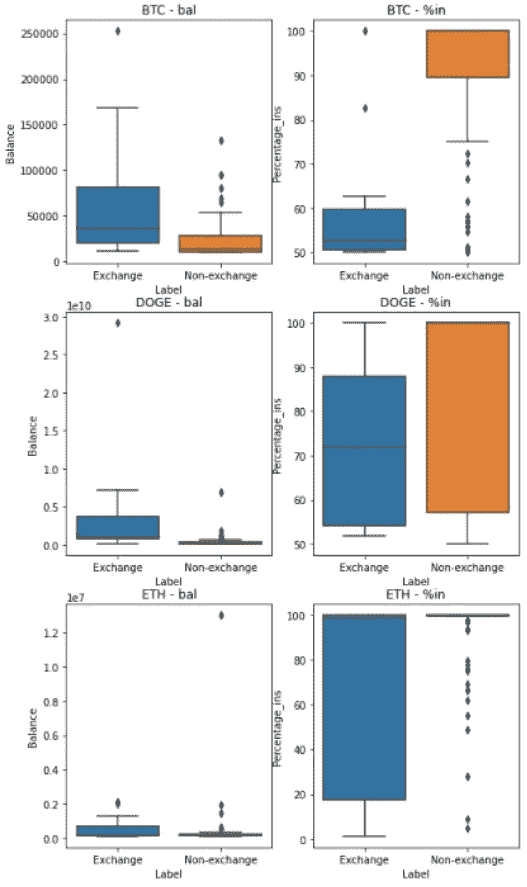 BTC - bal
250000
200000
150000
100000
50000
0
Balance
Exchange Non-exchange
Label
BTC - %in
100
90
80
70
60
50
Percentage_ins
Exchange Non-exchange
Label
DOGE - bal
1e10
3.0
2.5
2.0
1.5
1.0
0.5
0.0
Balance
Exchange Non-exchange
Label
DOGE - %in
100
90
80
70
60
50
Percentage_ins
Exchange Non-exchange
Label
ETH - bal
1e7
1.2
1.0
0.8
0.6
0.4
0.2
0.0
Balance
Exchange Non-exchange
Label
ETH - %in
100
80
60
40
20
0
Percentage_ins
Exchange Non-exchange
Label